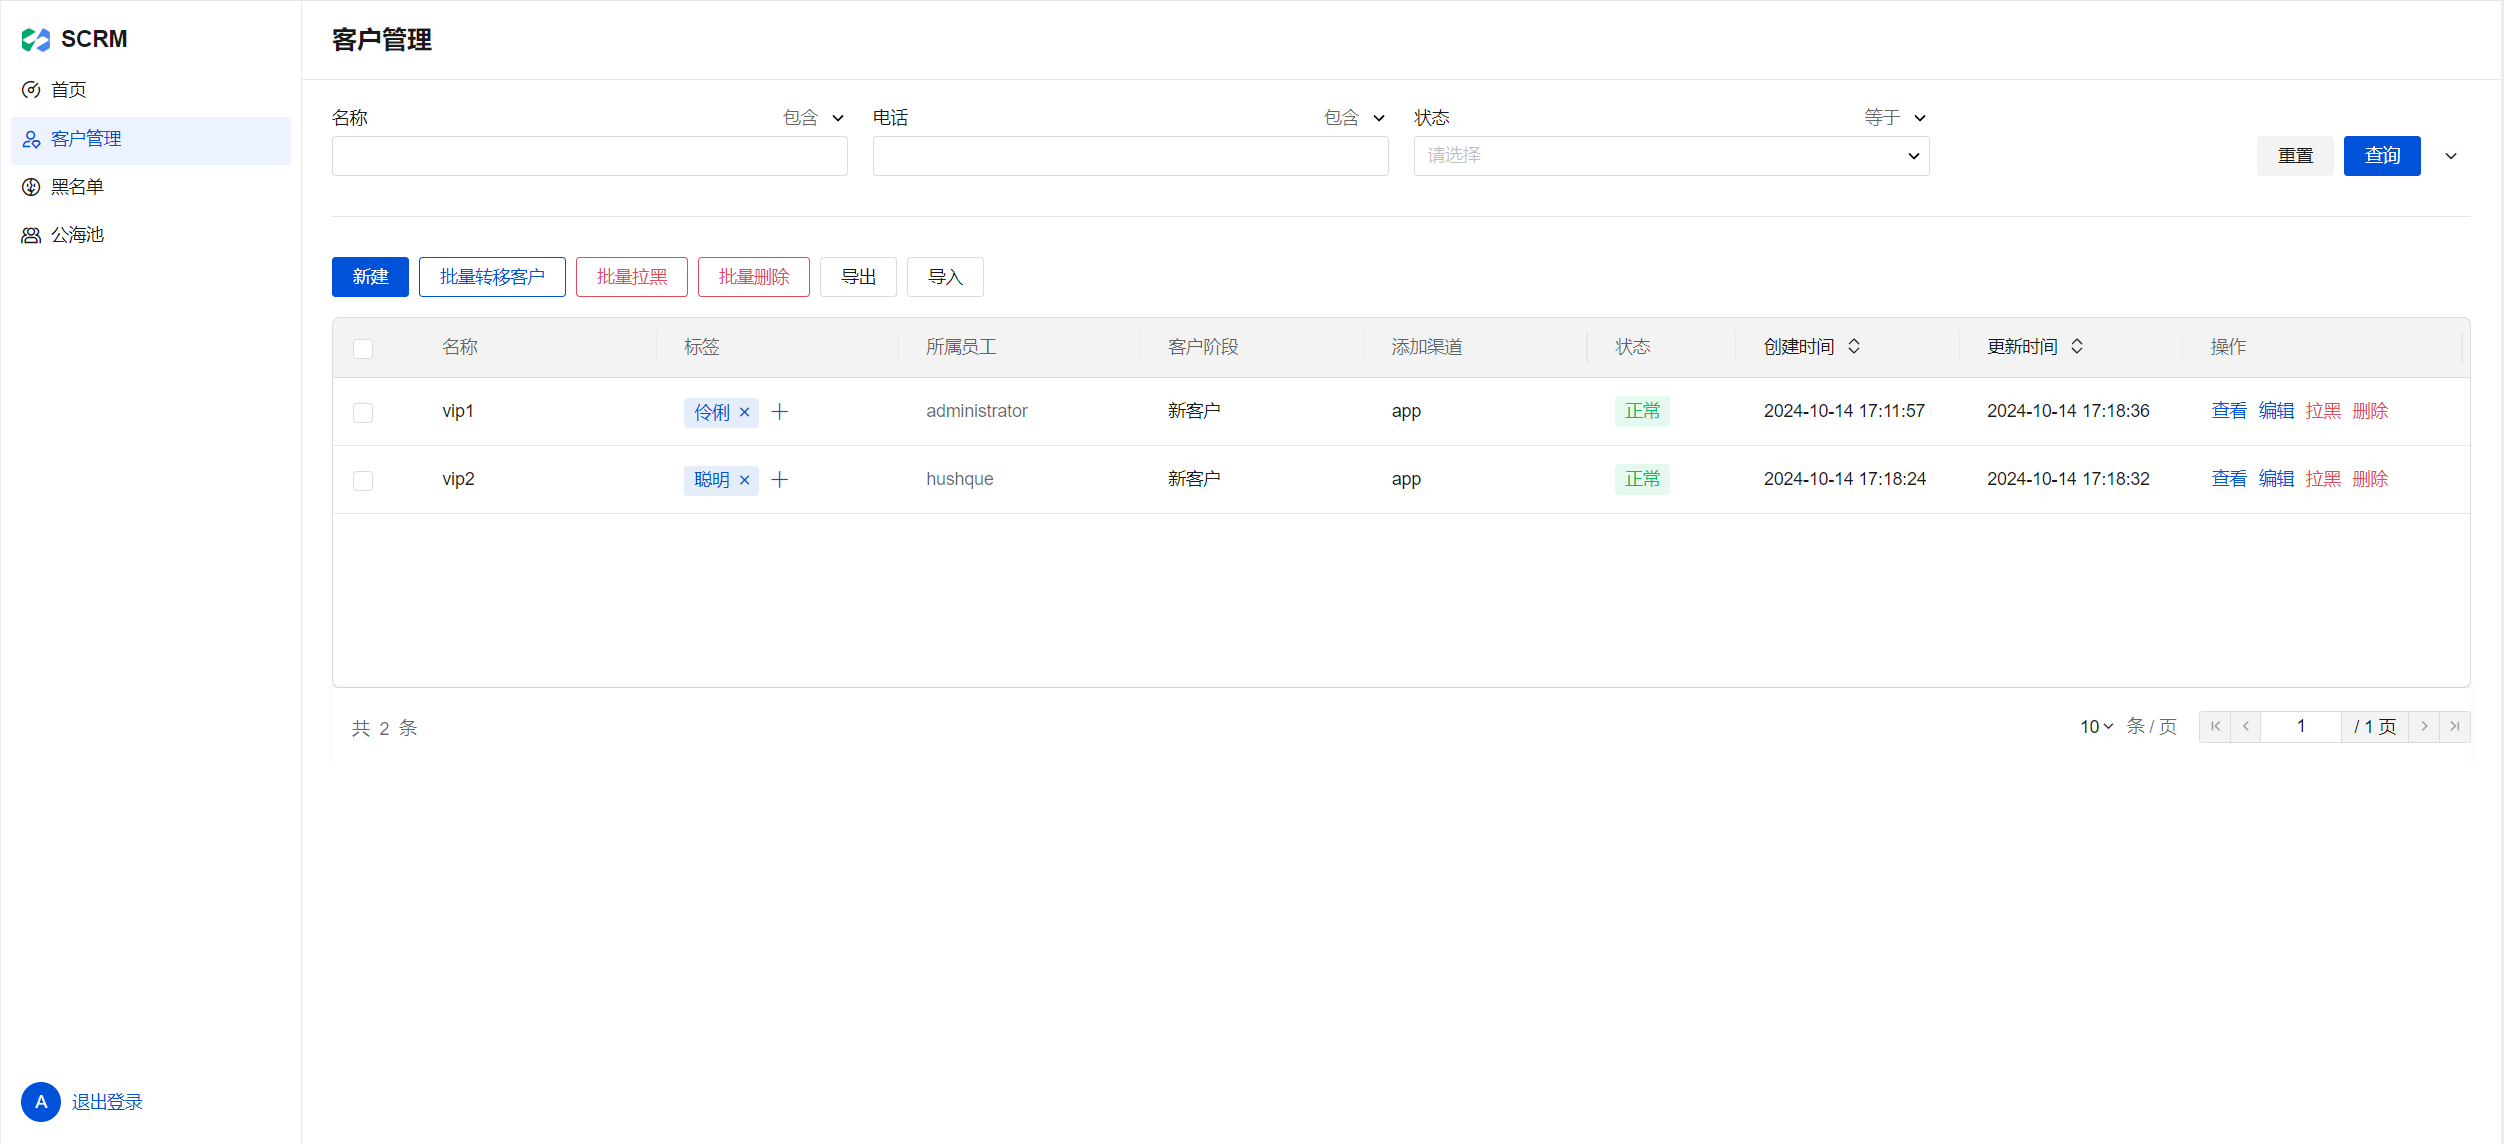 SCRM
首页
客户管理
黑名单
公海池
A 退出登录
客户管理
名称 包含 电话 包含 状态 等于
请选择 重置 查询
新建 批量转移客户 批量拉黑 批量删除 导出 导入
名称 标签 所属员工 客户阶段 添加渠道 状态 创建时间 更新时间 操作
vip1 伶俐 × + administrator 新客户 app 正常 2024-10-14 17:11:57 2024-10-14 17:18:36 查看 编辑 拉黑 删除
vip2 聪明 × + hushque 新客户 app 正常 2024-10-14 17:18:24 2024-10-14 17:18:32 查看 编辑 拉黑 删除
共 2 条 10 条 / 页 1 / 1 页